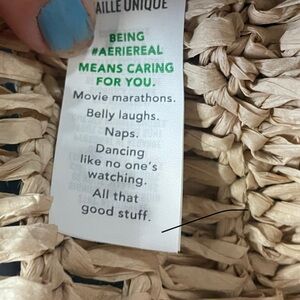 TAILLE UNIQUE
BEING
#AERIEREAL
MEANS CARING
FOR YOU.
Movie marathons.
Belly laughs.
Naps.
Dancing
like no one's
watching.
All that
good stuff.